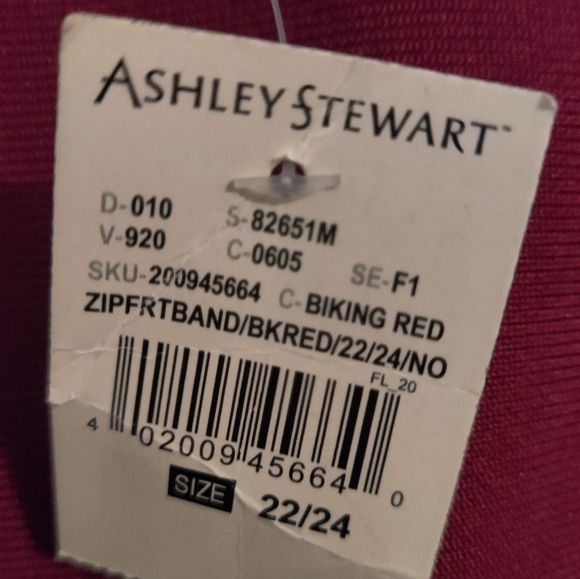 ASHLEY STEWART™
D-010 S-82651M
V-920 C-0605 SE-F1
SKU-200945664 C-BIKING RED
ZIPFRTBAND/BKRED/22/24/NO
FL_20
4 02009 45664 0
SIZE 22/24